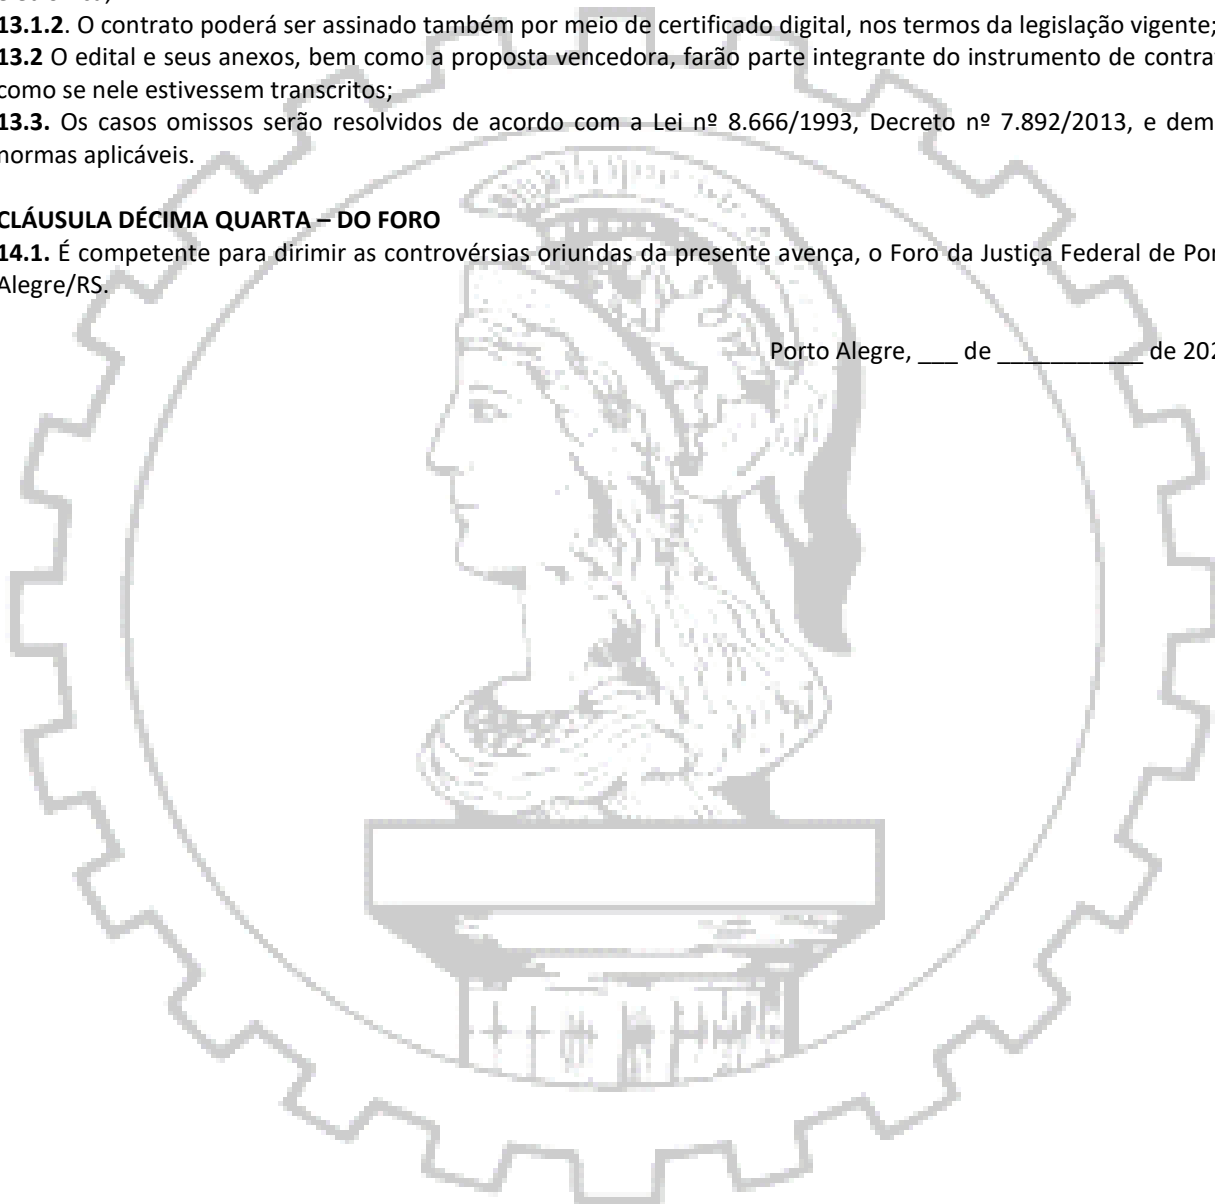 13.1.2. O contrato poderá ser assinado também por meio de certificado digital, nos termos da legislação vigente;
13.2 O edital e seus anexos, bem como a proposta vencedora, farão parte integrante do instrumento de contrat
como se nele estivessem transcritos;
13.3. Os casos omissos serão resolvidos de acordo com a Lei nº 8.666/1993, Decreto nº 7.892/2013, e dem
normas aplicáveis.
CLÁUSULA DÉCIMA QUARTA – DO FORO
14.1. É competente para dirimir as controvérsias oriundas da presente avença, o Foro da Justiça Federal de Por
Alegre/RS.
Porto Alegre, ___ de ___________ de 202